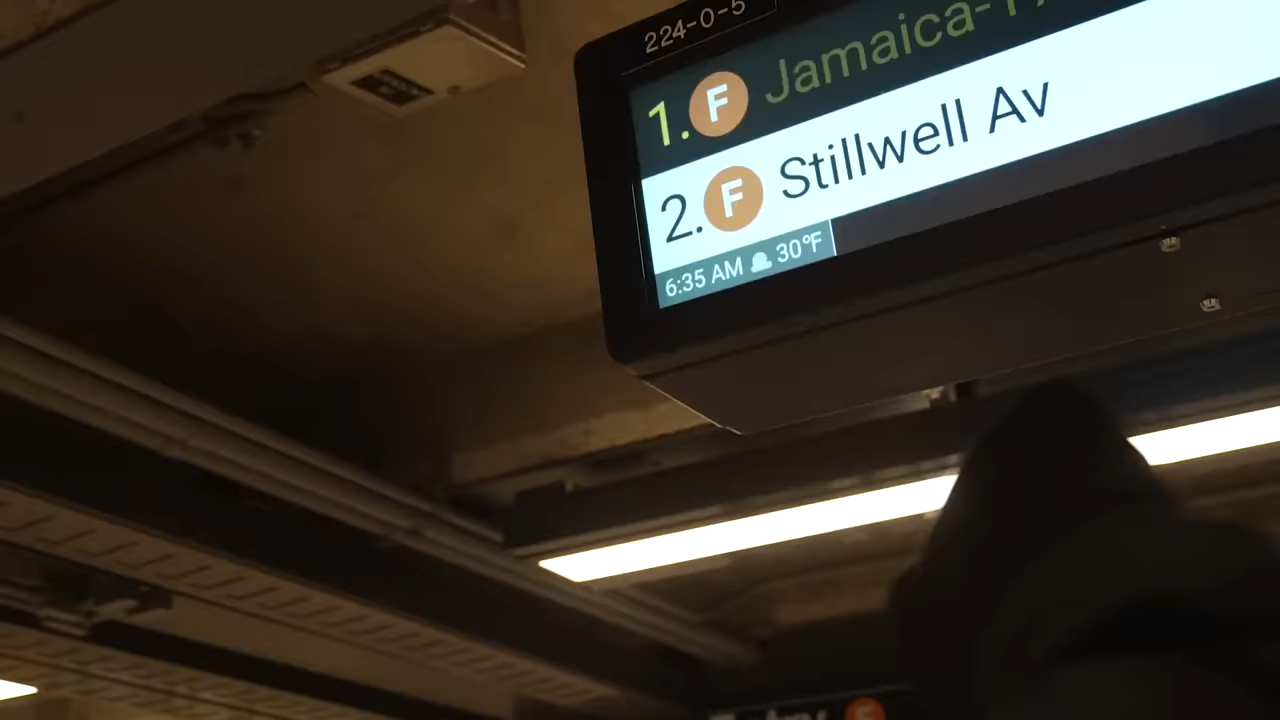 224-0-5
1. F Jamaica-
2. F Stillwell Av
6:35 AM 30°F
F